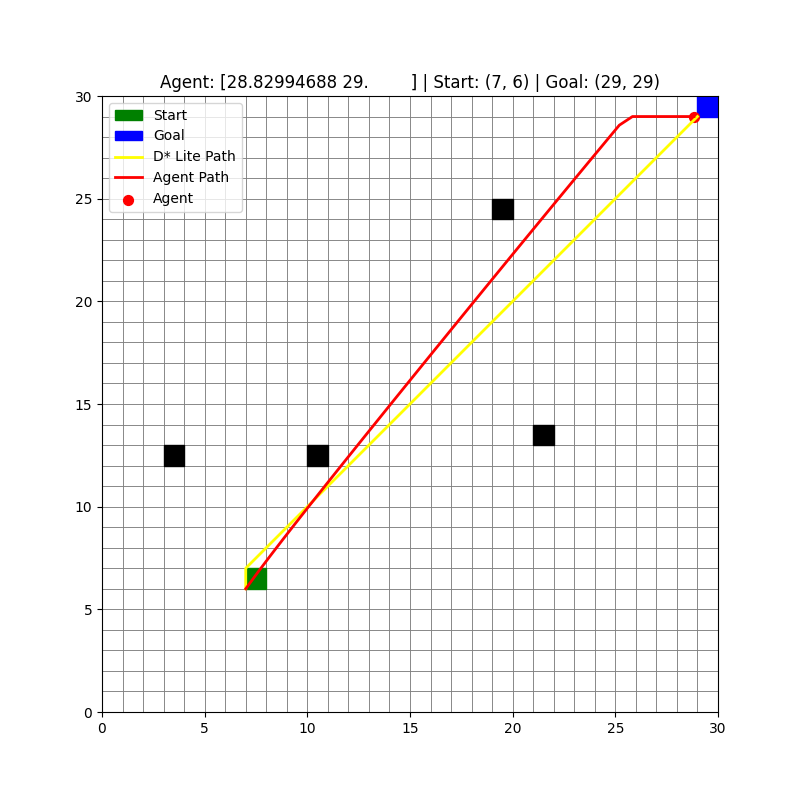 Agent: [28.82994688 29.        ] | Start: (7, 6) | Goal: (29, 29)
Start
Goal
D* Lite Path
Agent Path
Agent
30
25
20
15
10
5
0
0 5 10 15 20 25 30